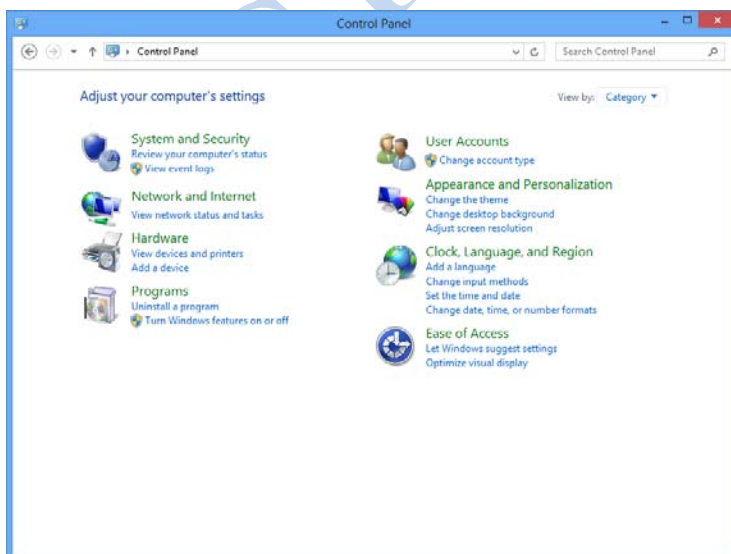 Control Panel
Control Panel
Search Control Panel
Adjust your computer's settings
View by: Category
System and Security
Review your computer's status
View event logs
Network and Internet
View network status and tasks
Hardware
View devices and printers
Add a device
Programs
Uninstall a program
Turn Windows features on or off
User Accounts
Change account type
Appearance and Personalization
Change the theme
Change desktop background
Adjust screen resolution
Clock, Language, and Region
Add a language
Change input methods
Set the time and date
Change date, time, or number formats
Ease of Access
Let Windows suggest settings
Optimize visual display